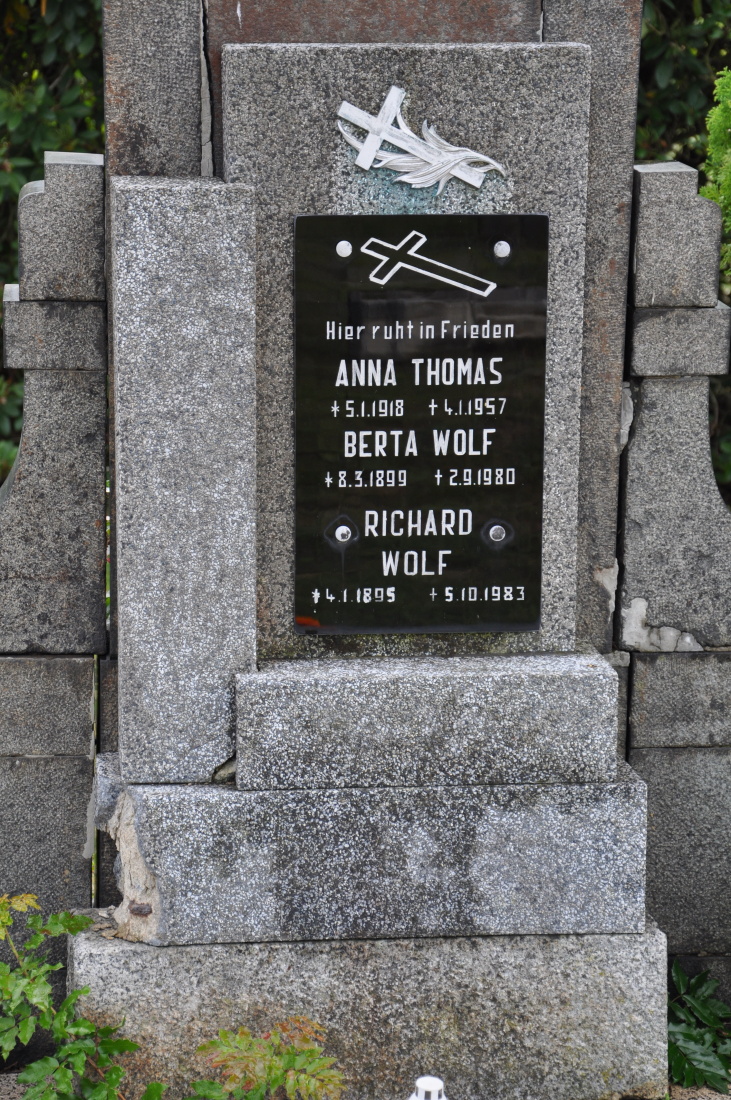 Hier ruht in Frieden
ANNA THOMAS
*5.1.1918 †4.1.1957
BERTA WOLF
*8.3.1899 †2.9.1980
RICHARD
WOLF
*4.1.1895 †5.10.1983